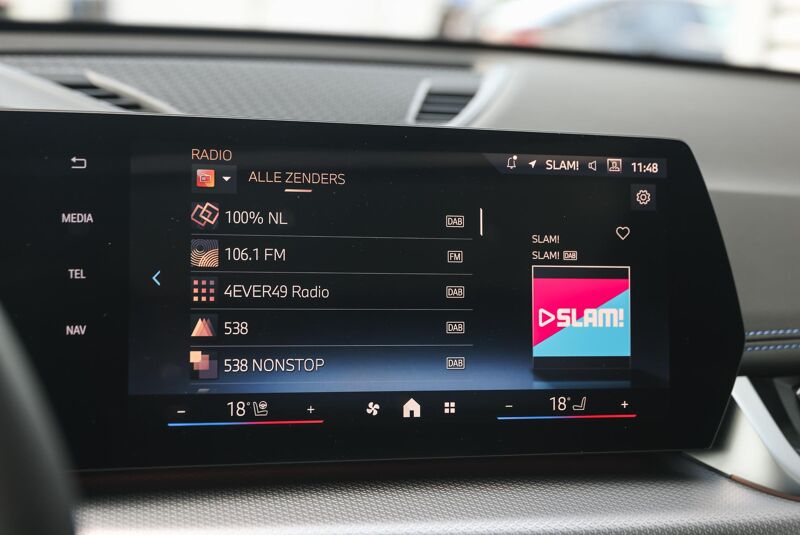 RADIO
SLAM! 11:48
ALLE ZENDERS
MEDIA
TEL
NAV
100% NL DAB
106.1 FM FM
4EVER49 Radio DAB
538 DAB
538 NONSTOP DAB
SLAM!
SLAM! DAB
SLAM!
- 18° +
- 18° +